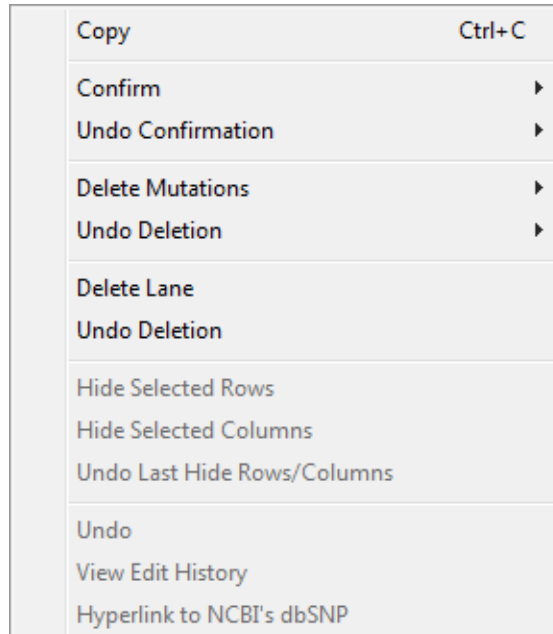 Copy Ctrl+C
Confirm
Undo Confirmation
Delete Mutations
Undo Deletion
Delete Lane
Undo Deletion
Hide Selected Rows
Hide Selected Columns
Undo Last Hide Rows/Columns
Undo
View Edit History
Hyperlink to NCBI's dbSNP